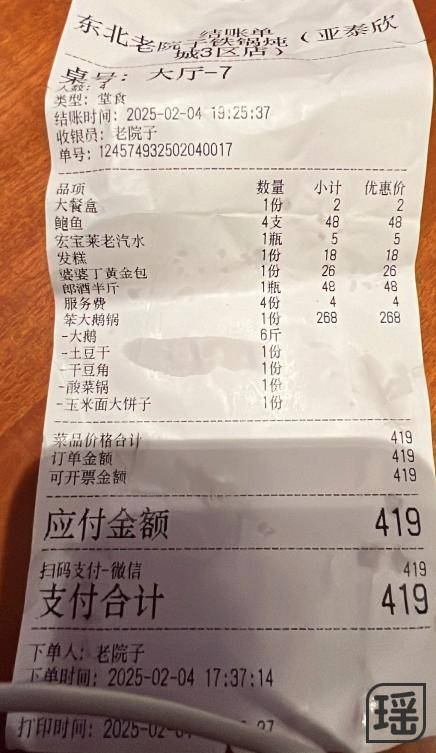 结账单
东北老院子铁锅炖（亚泰欣
城3区店）
桌号: 大厅-7
人数: 4
类型: 堂食
结账时间: 2025-02-04 19:25:37
收银员: 老院子
单号: 124574932502040017
品项 数量 小计 优惠价
大餐盒 1份 2 2
鲍鱼 4支 48 48
宏宝莱老汽水 1瓶 5 5
发糕 1份 18 18
婆婆丁黄金包 1份 26 26
郎酒半斤 1瓶 48 48
服务费 4份 4 4
笨大鹅锅 1份 268 268
-大鹅 6斤
-土豆干 1份
-干豆角 1份
-酸菜锅 1份
-玉米面大饼子 1份
菜品价格合计 419
订单金额 419
可开票金额 419
应付金额 419
扫码支付-微信 419
支付合计 419
下单人: 老院子
下单时间: 2025-02-04 17:37:14
打印时间: 2025-02-04
瑶